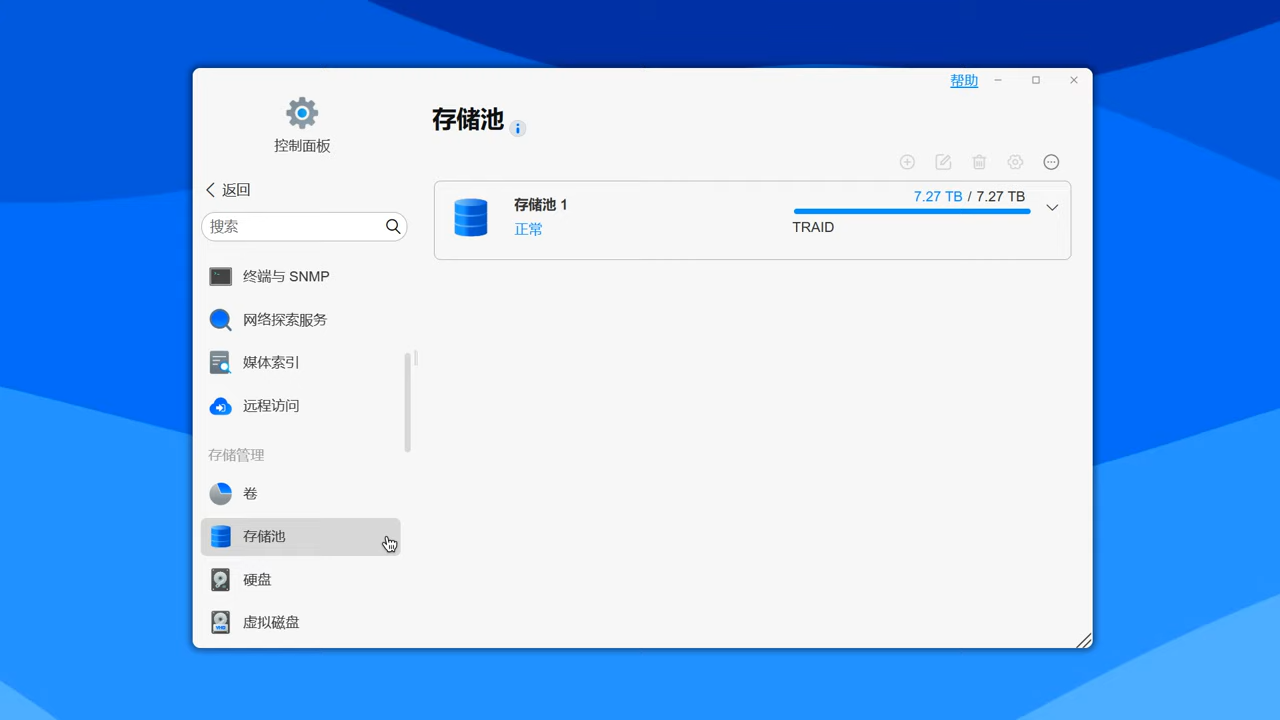 帮助
控制面板
返回
搜索
终端与 SNMP
网络探索服务
媒体索引
远程访问
存储管理
卷
存储池
硬盘
虚拟磁盘
存储池
存储池 1
正常
7.27 TB / 7.27 TB
TRAID